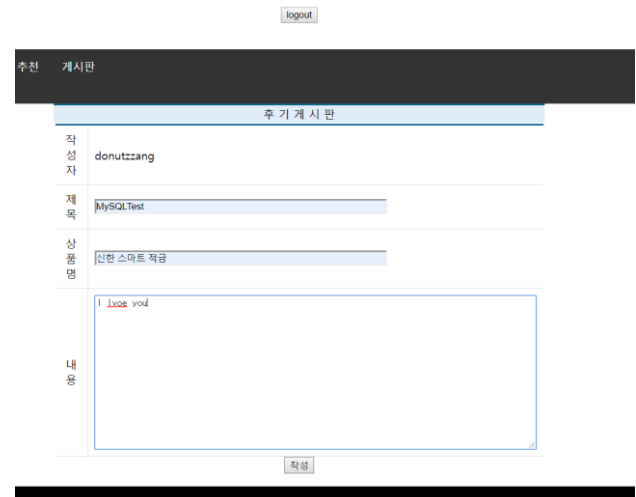 logout
추천 게시판
후 기 게 시 판
작성자 donutzzang
제목 MySQLTest
상품명 신한 스마트 적금
내용 I lvoe you
작성